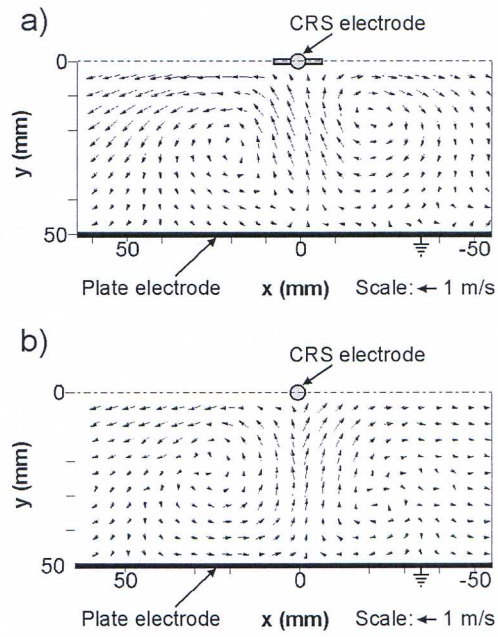 a)
CRS electrode
0
y (mm)
50
50
0
-50
Plate electrode
x (mm)
Scale: ← 1 m/s
b)
CRS electrode
0
y (mm)
50
50
0
-50
Plate electrode
x (mm)
Scale: ← 1 m/s